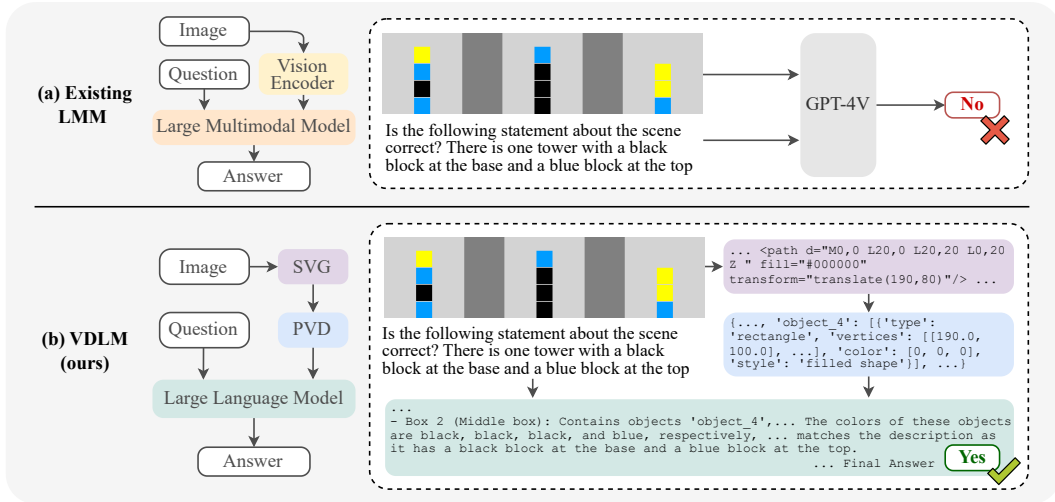 (a) Existing
LMM
Image
Question
Vision
Encoder
Large Multimodal Model
Answer
Is the following statement about the scene
correct? There is one tower with a black
block at the base and a blue block at the top
GPT-4V
No
(b) VDLM
(ours)
Image
SVG
Question
PVD
Large Language Model
Answer
Is the following statement about the scene
correct? There is one tower with a black
block at the base and a blue block at the top
... <path d="M0,0 L20,0 L20,20 L0,20
Z " fill="#000000"
transform="translate(190,80)"/> ...
{..., 'object_4': [{'type':
'rectangle', 'vertices': [[190.0,
100.0], ...], 'color': [0, 0, 0],
'style': 'filled shape'}], ...}
...
- Box 2 (Middle box): Contains objects 'object_4',... The colors of these objects
are black, black, black, and blue, respectively, ... matches the description as
it has a black block at the base and a blue block at the top.
... Final Answer
Yes